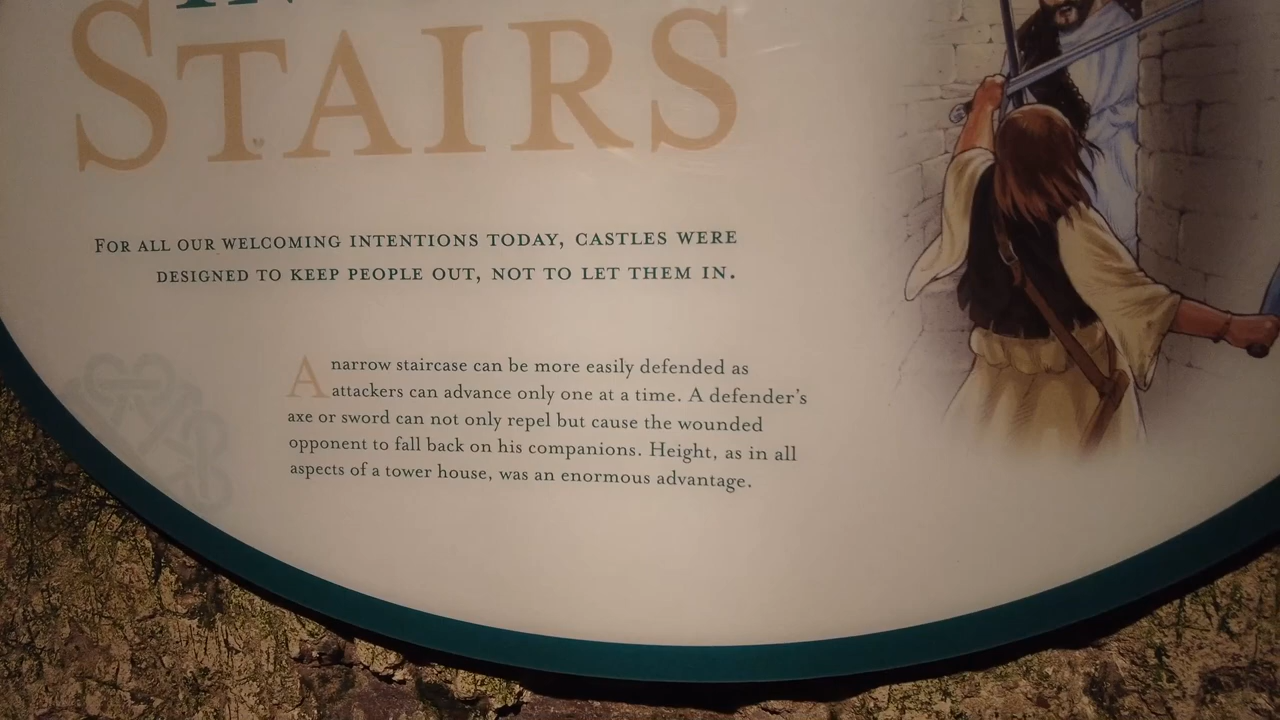 STAIRS
FOR ALL OUR WELCOMING INTENTIONS TODAY, CASTLES WERE
DESIGNED TO KEEP PEOPLE OUT, NOT TO LET THEM IN.
A narrow staircase can be more easily defended as
attackers can advance only one at a time. A defender's
axe or sword can not only repel but cause the wounded
opponent to fall back on his companions. Height, as in all
aspects of a tower house, was an enormous advantage.